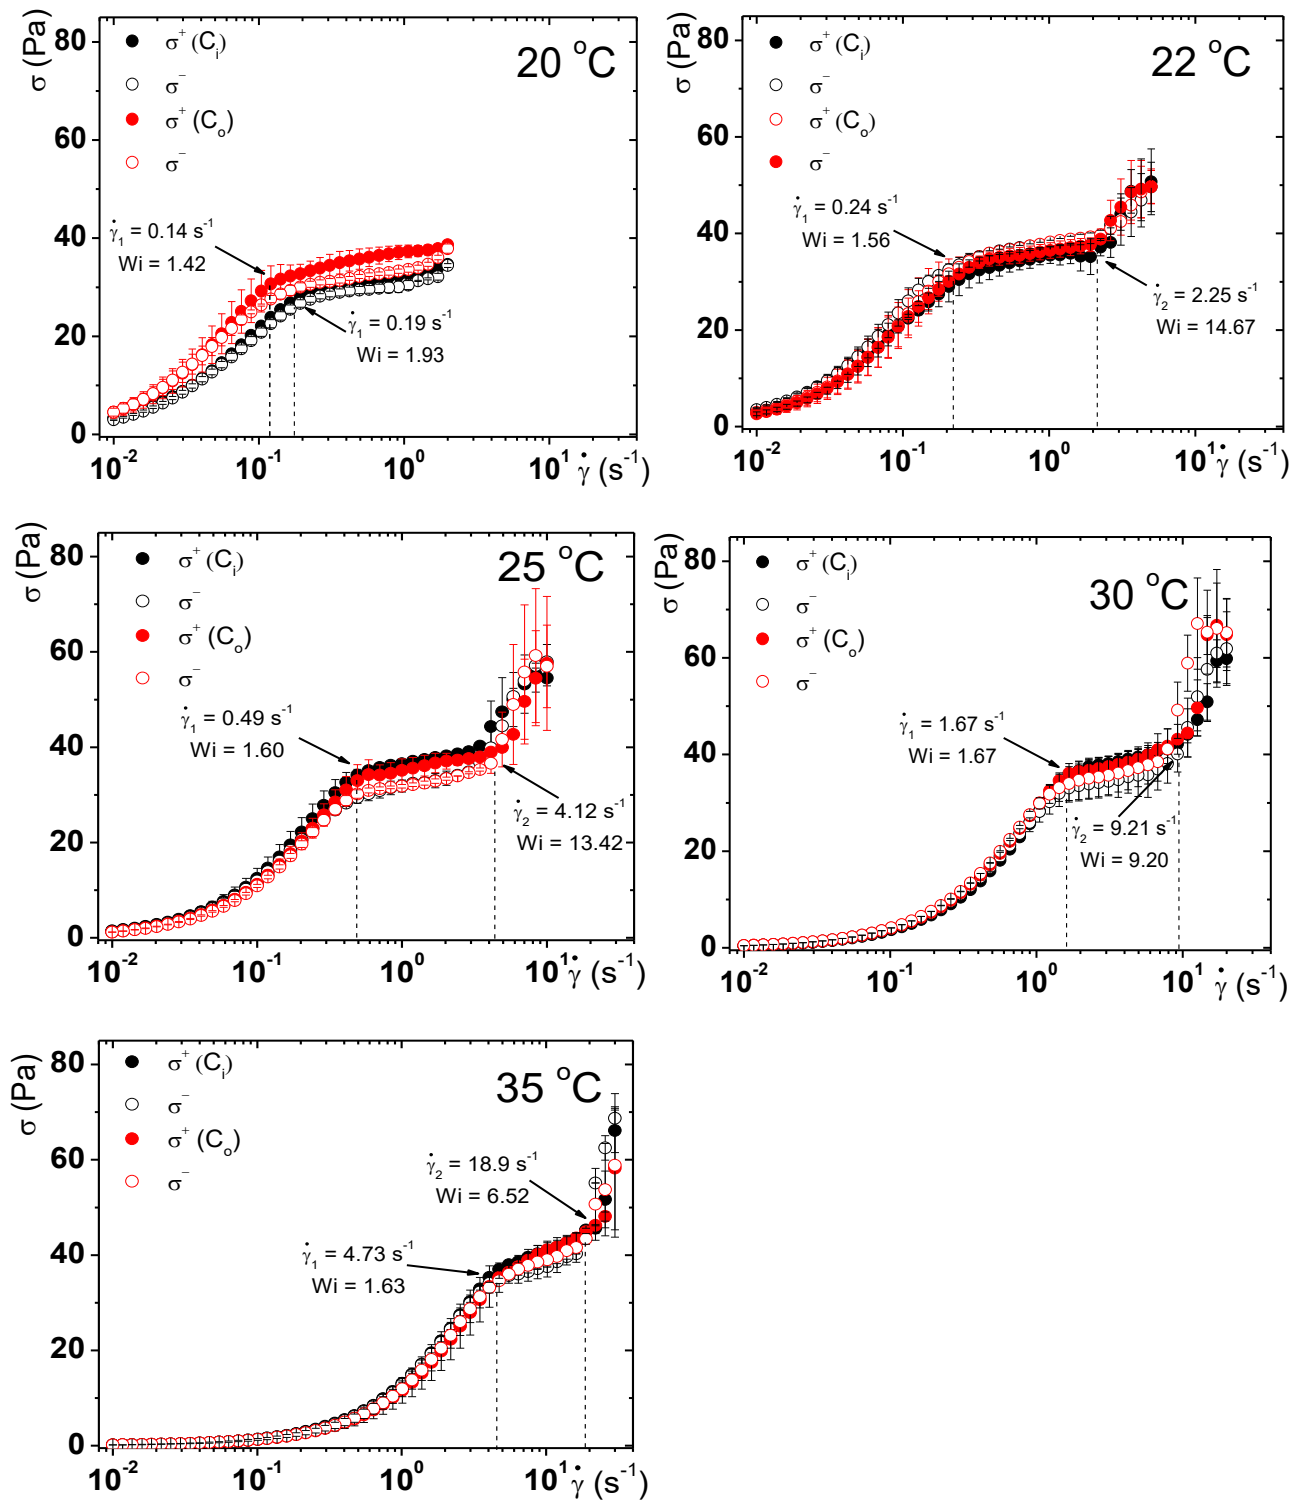 σ (Pa)
80
60
40
20
0
σ⁺ (Cᵢ)
σ⁻
σ⁺ (Cₒ)
σ⁻
20 °C
γ̇₁ = 0.14 s⁻¹
Wi = 1.42
γ̇₁ = 0.19 s⁻¹
Wi = 1.93
10⁻² 10⁻¹ 10⁰ 10¹ γ̇ (s⁻¹)
σ (Pa)
80
60
40
20
0
σ⁺ (Cᵢ)
σ⁻
σ⁺ (Cₒ)
σ⁻
22 °C
γ̇₁ = 0.24 s⁻¹
Wi = 1.56
γ̇₂ = 2.25 s⁻¹
Wi = 14.67
10⁻² 10⁻¹ 10⁰ 10¹ γ̇ (s⁻¹)
σ (Pa)
80
60
40
20
0
σ⁺ (Cᵢ)
σ⁻
σ⁺ (Cₒ)
σ⁻
25 °C
γ̇₁ = 0.49 s⁻¹
Wi = 1.60
γ̇₂ = 4.12 s⁻¹
Wi = 13.42
10⁻² 10⁻¹ 10⁰ 10¹ γ̇ (s⁻¹)
σ (Pa)
80
60
40
20
0
σ⁺ (Cᵢ)
σ⁻
σ⁺ (Cₒ)
σ⁻
30 °C
γ̇₁ = 1.67 s⁻¹
Wi = 1.67
γ̇₂ = 9.21 s⁻¹
Wi = 9.20
10⁻² 10⁻¹ 10⁰ 10¹ γ̇ (s⁻¹)
σ (Pa)
80
60
40
20
0
σ⁺ (Cᵢ)
σ⁻
σ⁺ (Cₒ)
σ⁻
35 °C
γ̇₂ = 18.9 s⁻¹
Wi = 6.52
γ̇₁ = 4.73 s⁻¹
Wi = 1.63
10⁻² 10⁻¹ 10⁰ 10¹ γ̇ (s⁻¹)